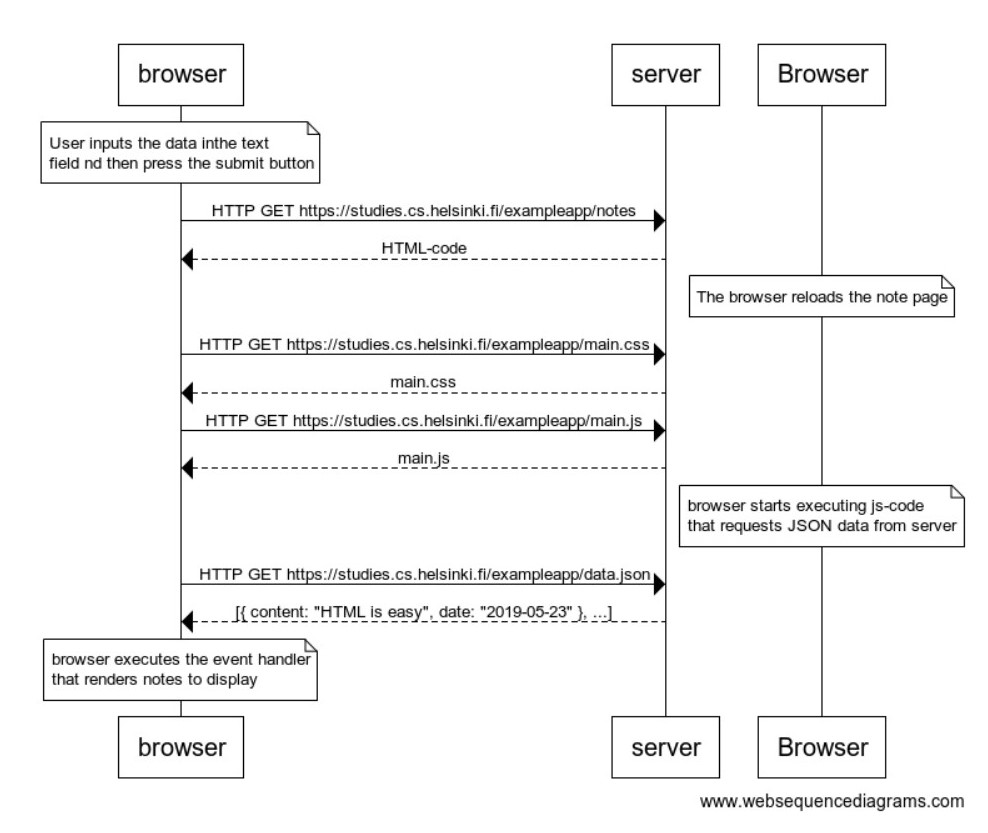 browser
server
Browser
User inputs the data inthe text
field nd then press the submit button
HTTP GET https://studies.cs.helsinki.fi/exampleapp/notes
HTML-code
The browser reloads the note page
HTTP GET https://studies.cs.helsinki.fi/exampleapp/main.css
main.css
HTTP GET https://studies.cs.helsinki.fi/exampleapp/main.js
main.js
browser starts executing js-code
that requests JSON data from server
HTTP GET https://studies.cs.helsinki.fi/exampleapp/data.json
[{ content: "HTML is easy", date: "2019-05-23" }, ...]
browser executes the event handler
that renders notes to display
browser
server
Browser
www.websequencediagrams.com